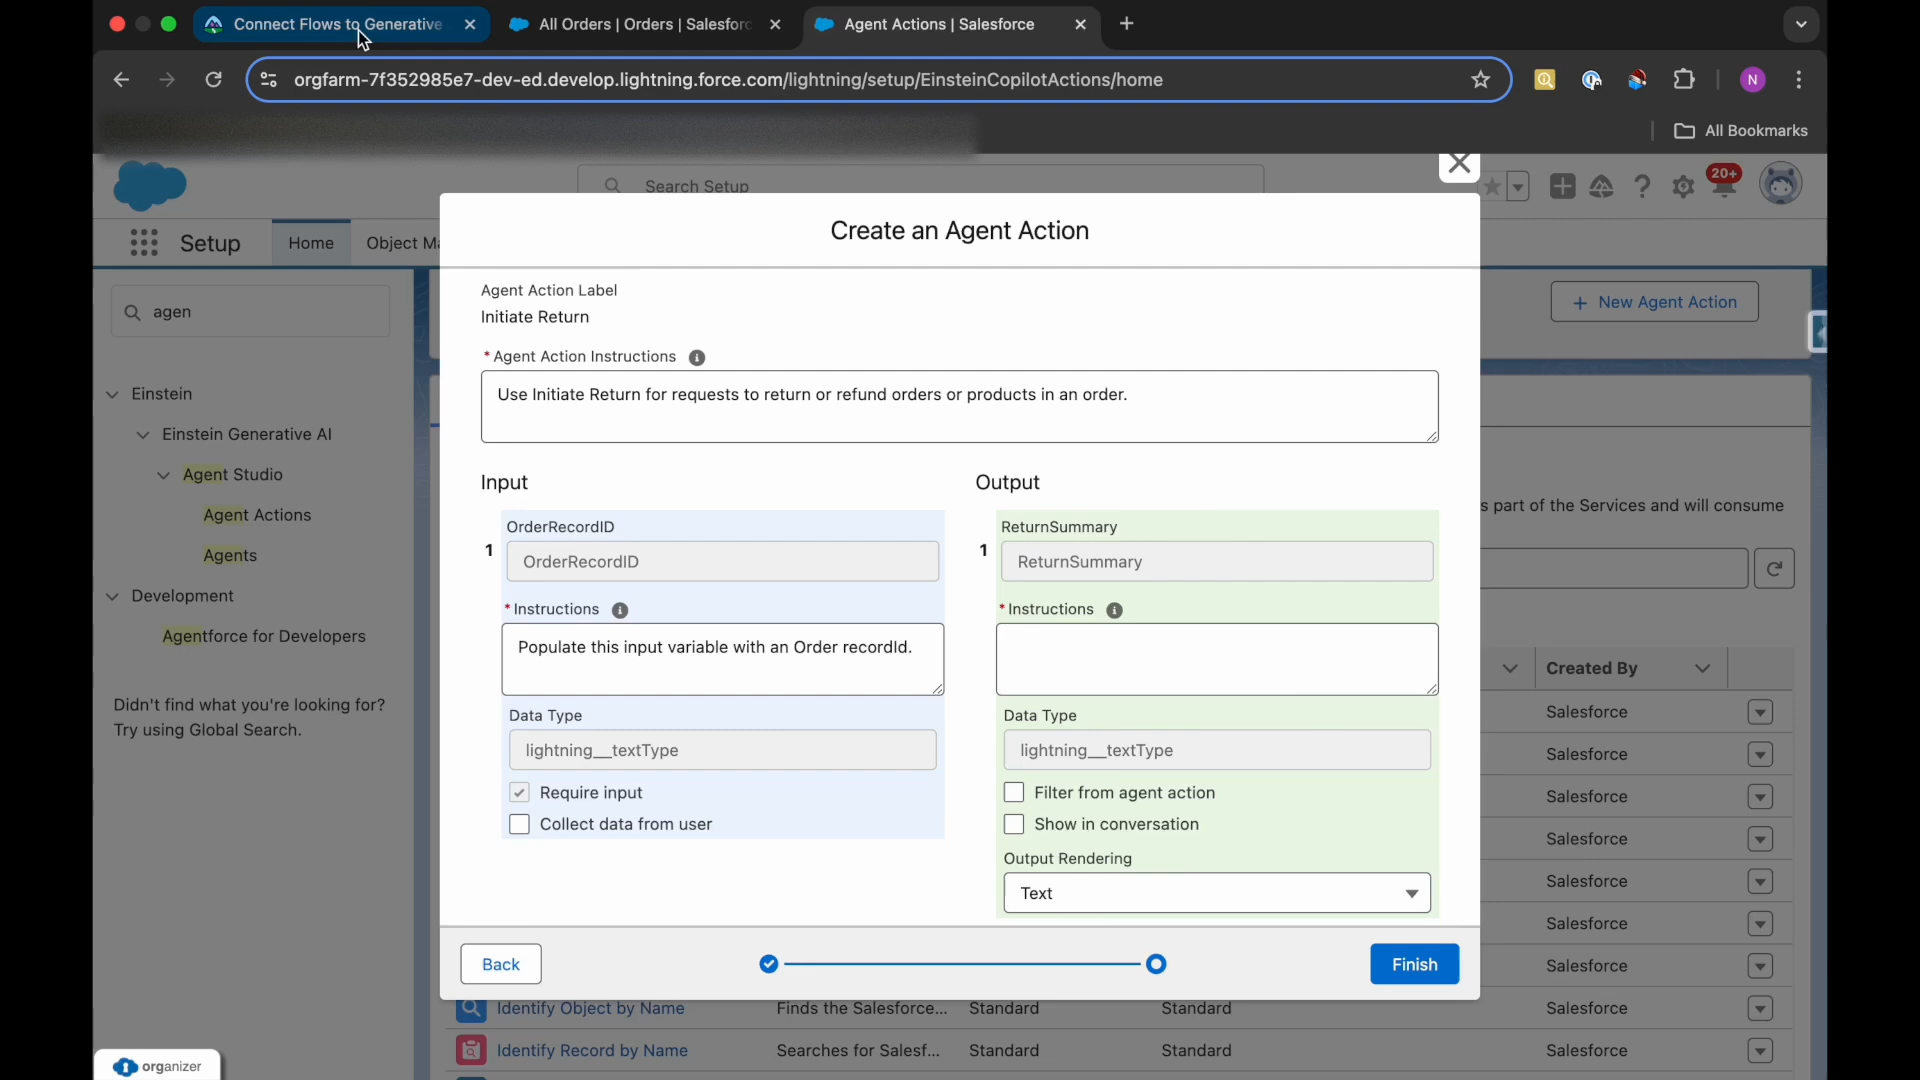 Connect Flows to Generative
All Orders | Orders | Salesforc
Agent Actions | Salesforce
orgfarm-7f352985e7-dev-ed.develop.lightning.force.com/lightning/setup/EinsteinCopilotActions/home
N
All Bookmarks
Search Setup
20+
Setup
Home
Object Ma
Create an Agent Action
agen
New Agent Action
Einstein
Einstein Generative AI
Agent Studio
Agent Actions
Agents
Development
Agentforce for Developers
Didn't find what you're looking for?
Try using Global Search.
Agent Action Label
Initiate Return
* Agent Action Instructions
Use Initiate Return for requests to return or refund orders or products in an order.
Input
1
OrderRecordID
OrderRecordID
* Instructions
Populate this input variable with an Order recordId.
Data Type
lightning__textType
Require input
Collect data from user
Output
1
ReturnSummary
ReturnSummary
* Instructions
Data Type
lightning__textType
Filter from agent action
Show in conversation
Output Rendering
Text
Back
Finish
s part of the Services and will consume
Created By
Salesforce
Salesforce
Salesforce
Salesforce
Salesforce
Salesforce
Salesforce
Identify Object by Name Finds the Salesforce... Standard Standard Salesforce
Identify Record by Name Searches for Salesf... Standard Standard Salesforce
organizer